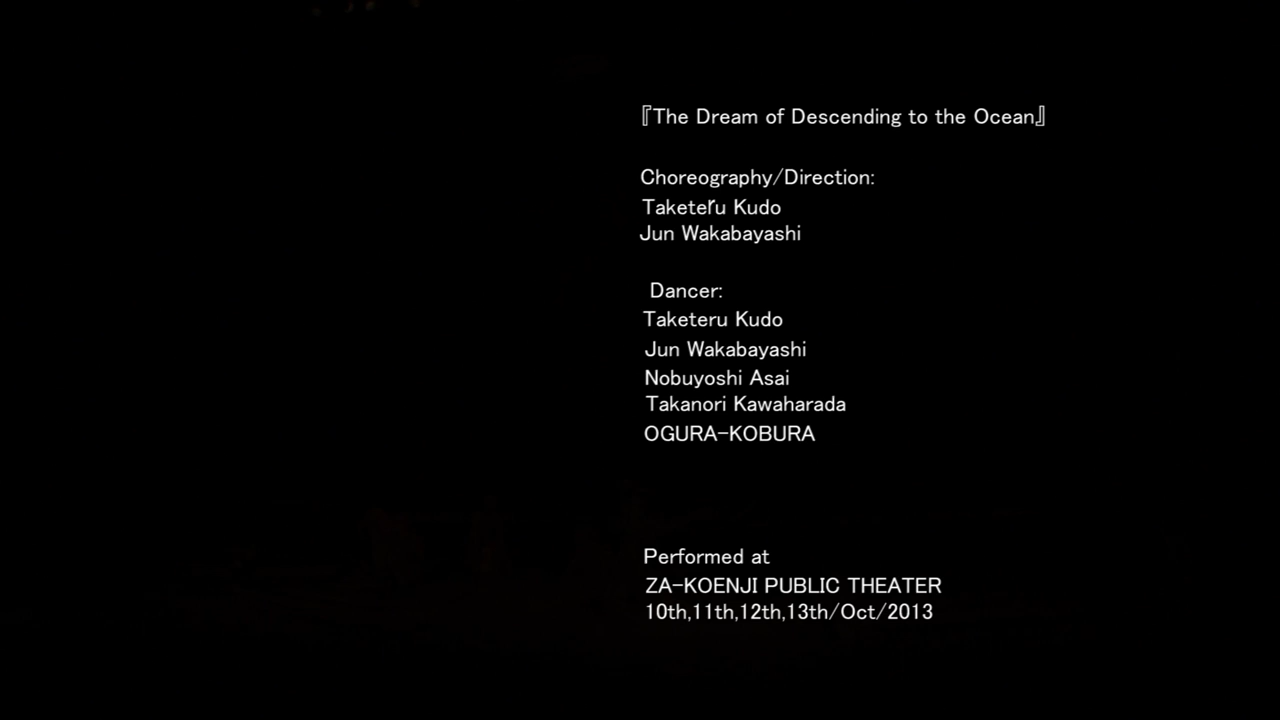 『The Dream of Descending to the Ocean』
Choreography/Direction:
Taketeru Kudo
Jun Wakabayashi
Dancer:
Taketeru Kudo
Jun Wakabayashi
Nobuyoshi Asai
Takanori Kawaharada
OGURA-KOBURA
Performed at
ZA-KOENJI PUBLIC THEATER
10th,11th,12th,13th/Oct/2013